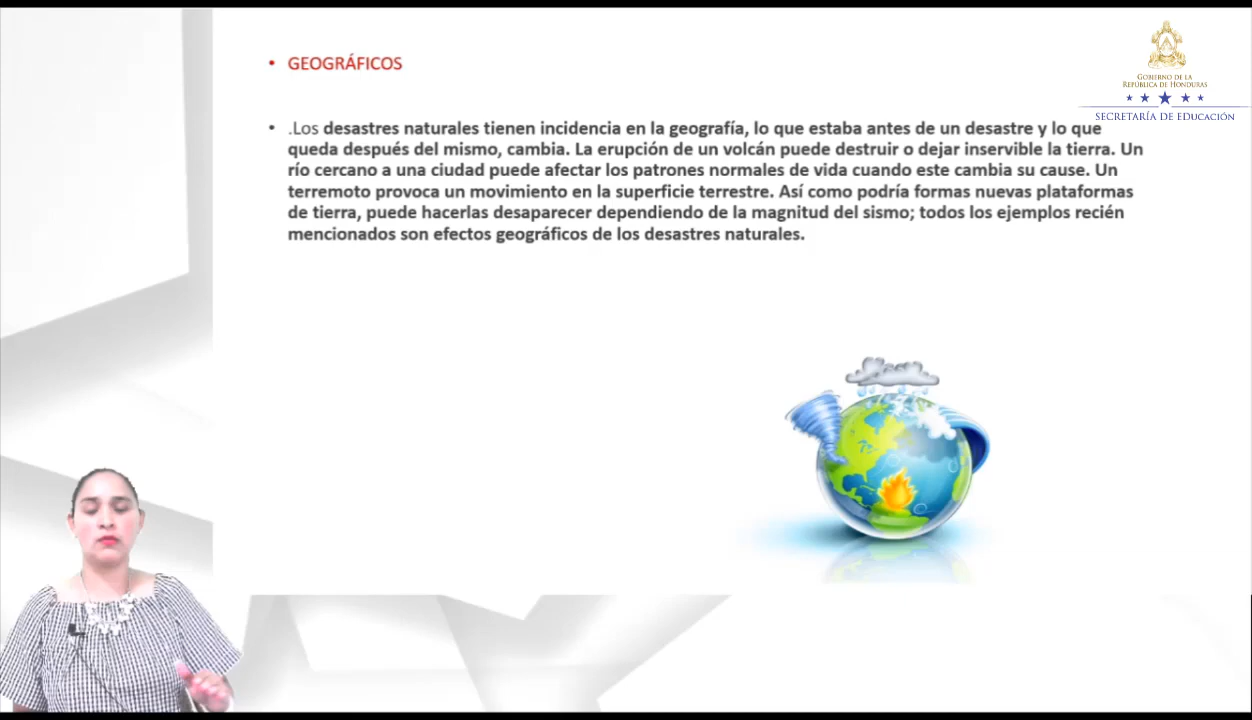 • GEOGRÁFICOS
GOBIERNO DE LA
REPÚBLICA DE HONDURAS
SECRETARÍA DE EDUCACIÓN
• .Los desastres naturales tienen incidencia en la geografía, lo que estaba antes de un desastre y lo que
queda después del mismo, cambia. La erupción de un volcán puede destruir o dejar inservible la tierra. Un
río cercano a una ciudad puede afectar los patrones normales de vida cuando este cambia su cause. Un
terremoto provoca un movimiento en la superficie terrestre. Así como podría formas nuevas plataformas
de tierra, puede hacerlas desaparecer dependiendo de la magnitud del sismo; todos los ejemplos recién
mencionados son efectos geográficos de los desastres naturales.